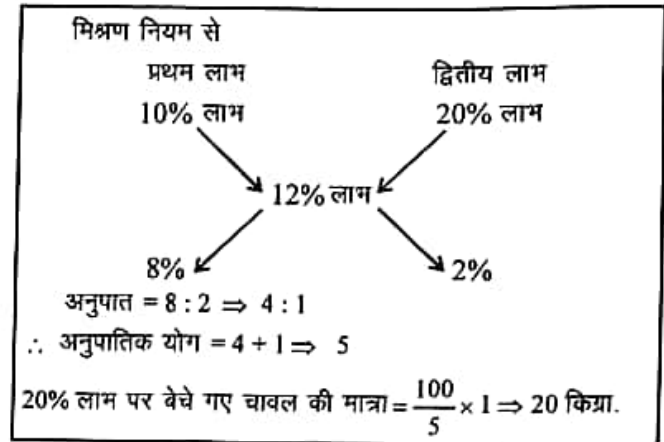 मिश्रण नियम से
प्रथम लाभ द्वितीय लाभ
10% लाभ 20% लाभ
12% लाभ
8% 2%
अनुपात = 8 : 2 ⇒ 4 : 1
∴ अनुपातिक योग = 4 + 1 ⇒ 5
20% लाभ पर बेचे गए चावल की मात्रा = 100/5 × 1 ⇒ 20 किग्रा.